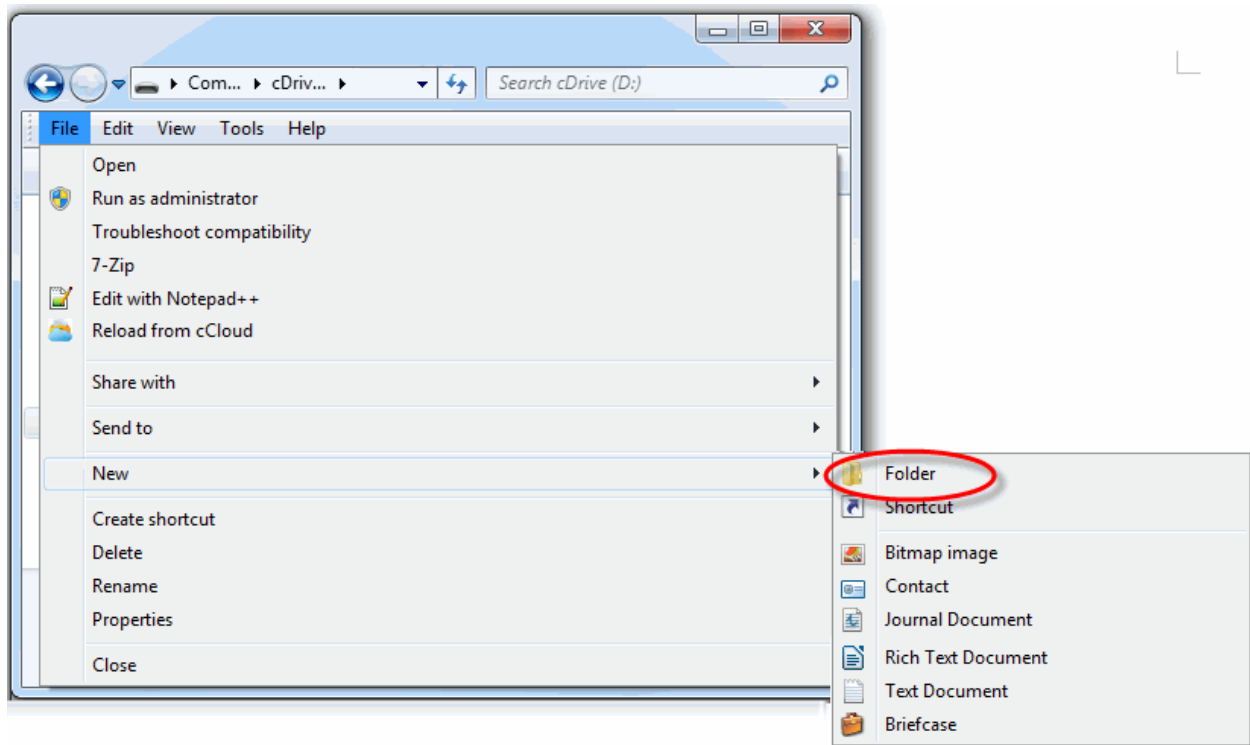 Com... cDriv... Search cDrive (D:)
File Edit View Tools Help
Open
Run as administrator
Troubleshoot compatibility
7-Zip
Edit with Notepad++
Reload from cCloud
Share with
Send to
New
Create shortcut
Delete
Rename
Properties
Close
Folder
Shortcut
Bitmap image
Contact
Journal Document
Rich Text Document
Text Document
Briefcase